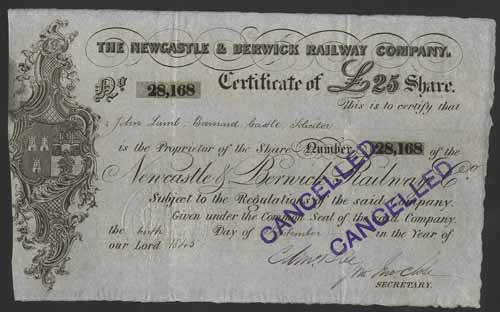 THE NEWCASTLE & BERWICK RAILWAY COMPANY.
No 28,168 Certificate of £25 Share.
This is to certify that
John Lamb, Barnard Castle, Solicitor
is the Proprietor of the Share Number 28,168 of the
Newcastle & Berwick Railway Co
Subject to the Regulations of the said Company.
Given under the Common Seal of the said Company,
the Day of in the Year of
our Lord 1845
SECRETARY.
CANCELLED
CANCELLED